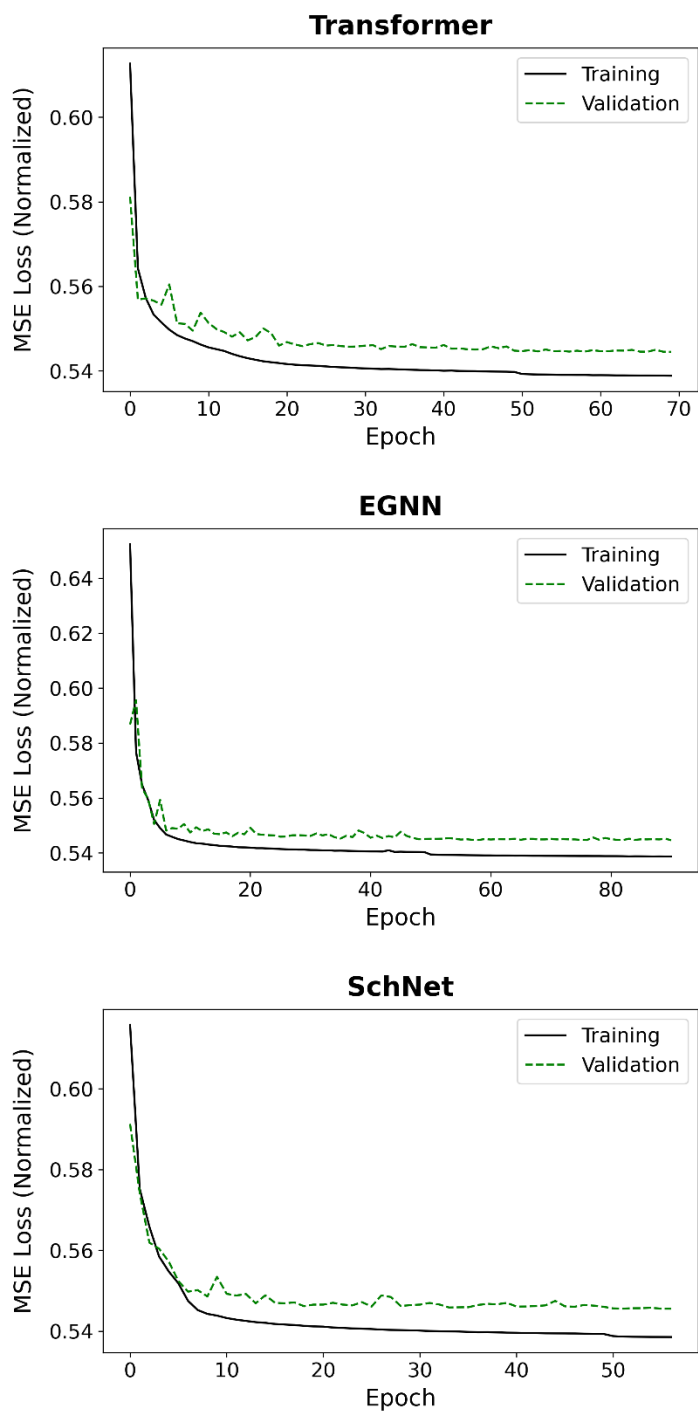 Transformer
Training
Validation
0.60
0.58
0.56
0.54
MSE Loss (Normalized)
0 10 20 30 40 50 60 70
Epoch
EGNN
Training
Validation
0.64
0.62
0.60
0.58
0.56
0.54
MSE Loss (Normalized)
0 20 40 60 80
Epoch
SchNet
Training
Validation
0.60
0.58
0.56
0.54
MSE Loss (Normalized)
0 10 20 30 40 50
Epoch